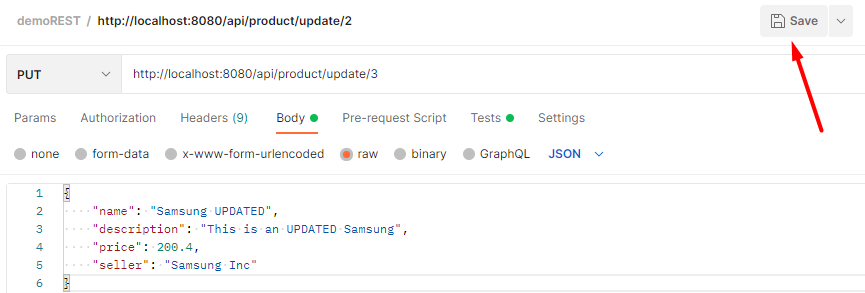 demoREST / http://localhost:8080/api/product/update/2 Save
PUT http://localhost:8080/api/product/update/3
Params Authorization Headers (9) Body Pre-request Script Tests Settings
none form-data x-www-form-urlencoded raw binary GraphQL JSON
1 {
2 "name": "Samsung UPDATED",
3 "description": "This is an UPDATED Samsung",
4 "price": 200.4,
5 "seller": "Samsung Inc"
6 }